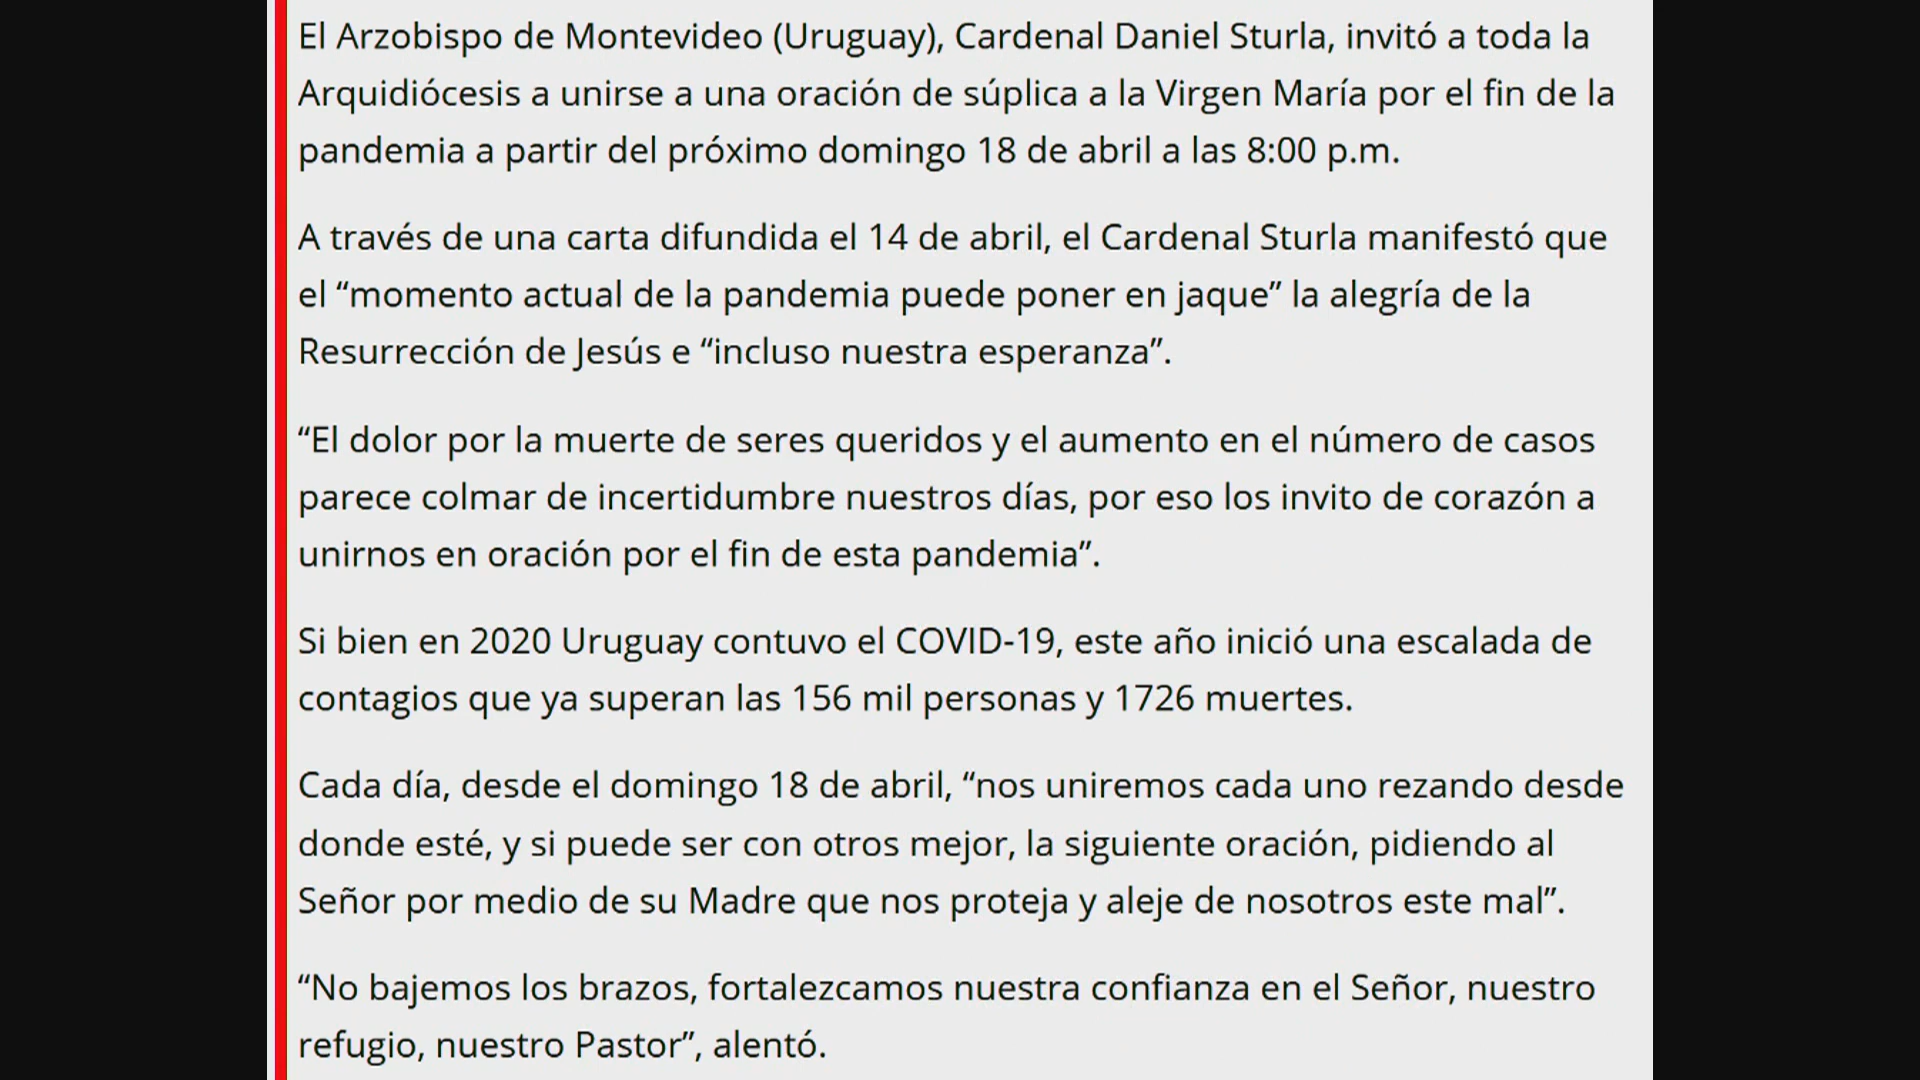 El Arzobispo de Montevideo (Uruguay), Cardenal Daniel Sturla, invitó a toda la
Arquidiócesis a unirse a una oración de súplica a la Virgen María por el fin de la
pandemia a partir del próximo domingo 18 de abril a las 8:00 p.m.
A través de una carta difundida el 14 de abril, el Cardenal Sturla manifestó que
el “momento actual de la pandemia puede poner en jaque” la alegría de la
Resurrección de Jesús e “incluso nuestra esperanza”.
“El dolor por la muerte de seres queridos y el aumento en el número de casos
parece colmar de incertidumbre nuestros días, por eso los invito de corazón a
unirnos en oración por el fin de esta pandemia”.
Si bien en 2020 Uruguay contuvo el COVID-19, este año inició una escalada de
contagios que ya superan las 156 mil personas y 1726 muertes.
Cada día, desde el domingo 18 de abril, “nos uniremos cada uno rezando desde
donde esté, y si puede ser con otros mejor, la siguiente oración, pidiendo al
Señor por medio de su Madre que nos proteja y aleje de nosotros este mal”.
“No bajemos los brazos, fortalezcamos nuestra confianza en el Señor, nuestro
refugio, nuestro Pastor”, alentó.